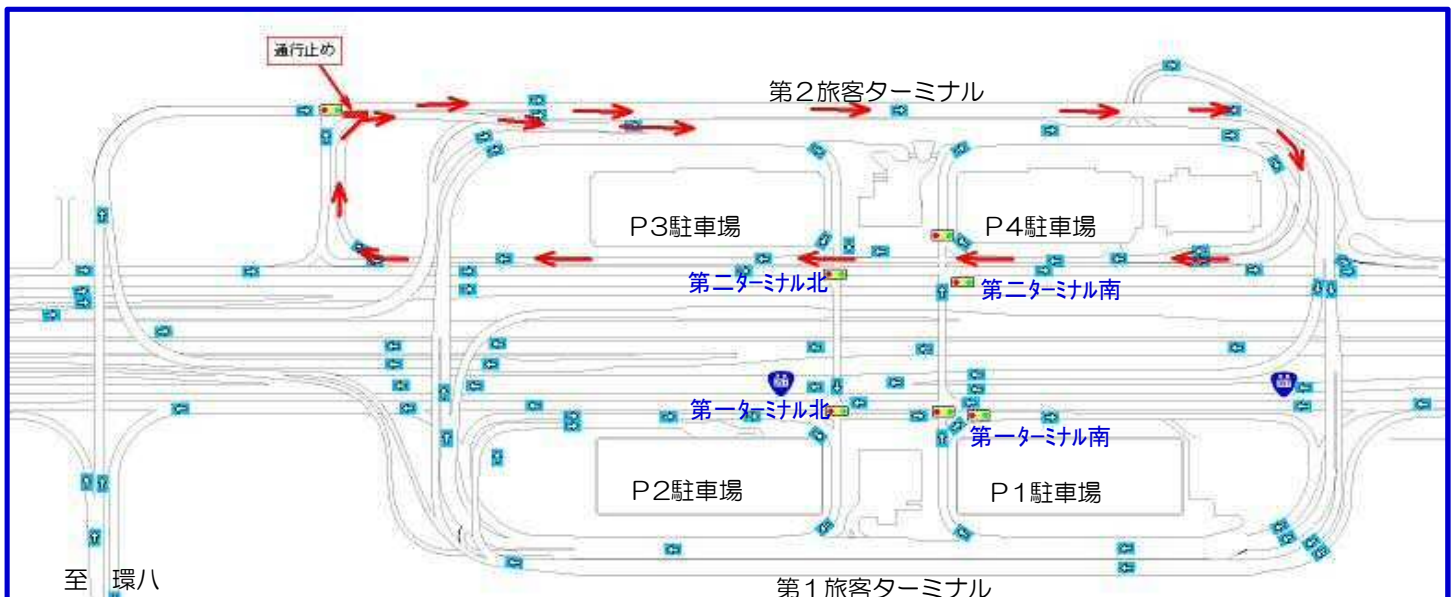 通行止め
第2旅客ターミナル
P3駐車場
P4駐車場
第二ターミナル北
第二ターミナル南
第一ターミナル北
第一ターミナル南
P2駐車場
P1駐車場
至 環八
第1旅客ターミナル